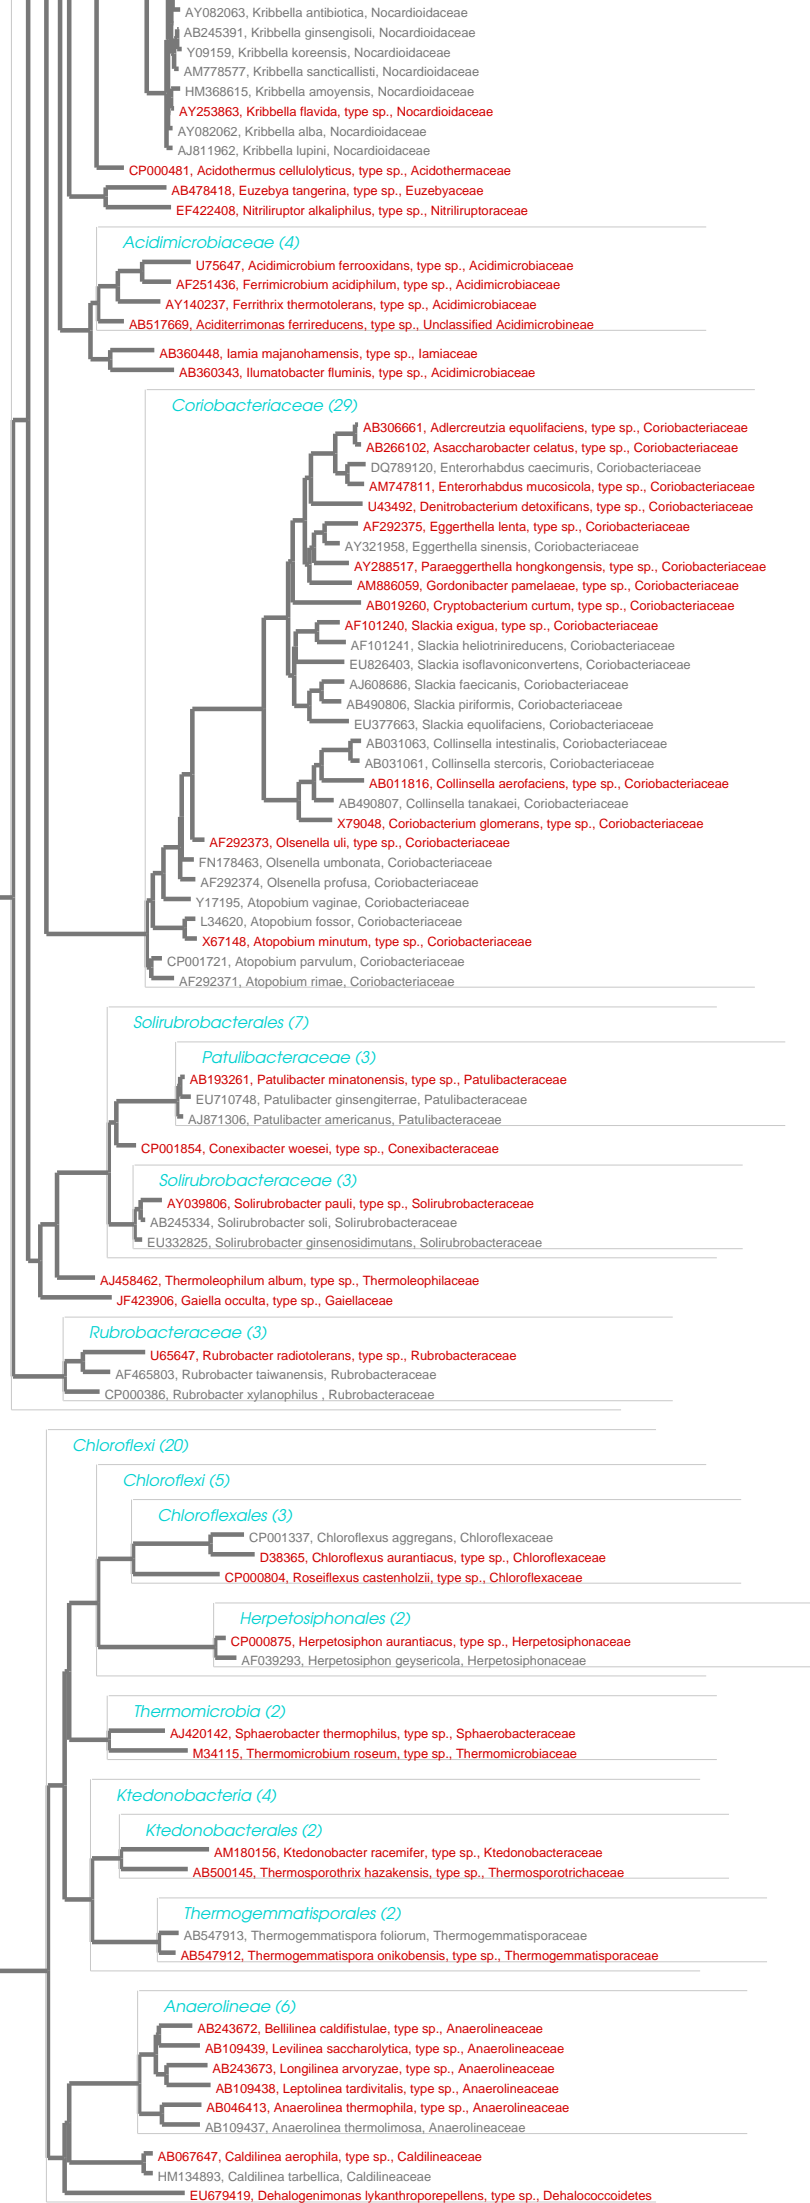 AY082063, Kribbella antibiotica, Nocardioidaceae
AB245391, Kribbella ginsengisoli, Nocardioidaceae
Y09159, Kribbella koreensis, Nocardioidaceae
AM778577, Kribbella sancticallisti, Nocardioidaceae
HM368615, Kribbella amoyensis, Nocardioidaceae
AY253863, Kribbella flavida, type sp., Nocardioidaceae
AY082062, Kribbella alba, Nocardioidaceae
AJ811962, Kribbella lupini, Nocardioidaceae
CP000481, Acidothermus cellulolyticus, type sp., Acidothermaceae
AB478418, Euzebya tangerina, type sp., Euzebyaceae
EF422408, Nitriliruptor alkaliphilus, type sp., Nitriliruptoraceae
Acidimicrobiaceae (4)
U75647, Acidimicrobium ferrooxidans, type sp., Acidimicrobiaceae
AF251436, Ferrimicrobium acidiphilum, type sp., Acidimicrobiaceae
AY140237, Ferrithrix thermotolerans, type sp., Acidimicrobiaceae
AB517669, Aciditerrimonas ferrireducens, type sp., Unclassified Acidimicrobineae
AB360448, Iamia majanohamensis, type sp., Iamiaceae
AB360343, Ilumatobacter fluminis, type sp., Acidimicrobiaceae
Coriobacteriaceae (29)
AB306661, Adlercreutzia equolifaciens, type sp., Coriobacteriaceae
AB266102, Asaccharobacter celatus, type sp., Coriobacteriaceae
DQ789120, Enterorhabdus caecimuris, Coriobacteriaceae
AM747811, Enterorhabdus mucosicola, type sp., Coriobacteriaceae
U43492, Denitrobacterium detoxificans, type sp., Coriobacteriaceae
AF292375, Eggerthella lenta, type sp., Coriobacteriaceae
AY321958, Eggerthella sinensis, Coriobacteriaceae
AY288517, Paraeggerthella hongkongensis, type sp., Coriobacteriaceae
AM886059, Gordonibacter pamelaeae, type sp., Coriobacteriaceae
AB019260, Cryptobacterium curtum, type sp., Coriobacteriaceae
AF101240, Slackia exigua, type sp., Coriobacteriaceae
AF101241, Slackia heliotrinireducens, Coriobacteriaceae
EU826403, Slackia isoflavoniconvertens, Coriobacteriaceae
AJ608686, Slackia faecicanis, Coriobacteriaceae
AB490806, Slackia piriformis, Coriobacteriaceae
EU377663, Slackia equolifaciens, Coriobacteriaceae
AB031063, Collinsella intestinalis, Coriobacteriaceae
AB031061, Collinsella stercoris, Coriobacteriaceae
AB011816, Collinsella aerofaciens, type sp., Coriobacteriaceae
AB490807, Collinsella tanakaei, Coriobacteriaceae
X79048, Coriobacterium glomerans, type sp., Coriobacteriaceae
AF292373, Olsenella uli, type sp., Coriobacteriaceae
FN178463, Olsenella umbonata, Coriobacteriaceae
AF292374, Olsenella profusa, Coriobacteriaceae
Y17195, Atopobium vaginae, Coriobacteriaceae
L34620, Atopobium fossor, Coriobacteriaceae
X67148, Atopobium minutum, type sp., Coriobacteriaceae
CP001721, Atopobium parvulum, Coriobacteriaceae
AF292371, Atopobium rimae, Coriobacteriaceae
Solirubrobacterales (7)
Patulibacteraceae (3)
AB193261, Patulibacter minatonensis, type sp., Patulibacteraceae
EU710748, Patulibacter ginsengiterrae, Patulibacteraceae
AJ871306, Patulibacter americanus, Patulibacteraceae
CP001854, Conexibacter woesei, type sp., Conexibacteraceae
Solirubrobacteraceae (3)
AY039806, Solirubrobacter pauli, type sp., Solirubrobacteraceae
AB245334, Solirubrobacter soli, Solirubrobacteraceae
EU332825, Solirubrobacter ginsenosidimutans, Solirubrobacteraceae
AJ458462, Thermoleophilum album, type sp., Thermoleophilaceae
JF423906, Gaiella occulta, type sp., Gaiellaceae
Rubrobacteraceae (3)
U65647, Rubrobacter radiotolerans, type sp., Rubrobacteraceae
AF465803, Rubrobacter taiwanensis, Rubrobacteraceae
CP000386, Rubrobacter xylanophilus , Rubrobacteraceae
Chloroflexi (20)
Chloroflexi (5)
Chloroflexales (3)
CP001337, Chloroflexus aggregans, Chloroflexaceae
D38365, Chloroflexus aurantiacus, type sp., Chloroflexaceae
CP000804, Roseiflexus castenholzii, type sp., Chloroflexaceae
Herpetosiphonales (2)
CP000875, Herpetosiphon aurantiacus, type sp., Herpetosiphonaceae
AF039293, Herpetosiphon geysericola, Herpetosiphonaceae
Thermomicrobia (2)
AJ420142, Sphaerobacter thermophilus, type sp., Sphaerobacteraceae
M34115, Thermomicrobium roseum, type sp., Thermomicrobiaceae
Ktedonobacteria (4)
Ktedonobacterales (2)
AM180156, Ktedonobacter racemifer, type sp., Ktedonobacteraceae
AB500145, Thermosporothrix hazakensis, type sp., Thermosporotrichaceae
Thermogemmatisporales (2)
AB547913, Thermogemmatispora foliorum, Thermogemmatisporaceae
AB547912, Thermogemmatispora onikobensis, type sp., Thermogemmatisporaceae
Anaerolineae (6)
AB243672, Bellilinea caldifistulae, type sp., Anaerolineaceae
AB109439, Levilinea saccharolytica, type sp., Anaerolineaceae
AB243673, Longilinea arvoryzae, type sp., Anaerolineaceae
AB109438, Leptolinea tardivitalis, type sp., Anaerolineaceae
AB046413, Anaerolinea thermophila, type sp., Anaerolineaceae
AB109437, Anaerolinea thermolimosa, Anaerolineaceae
AB067647, Caldilinea aerophila, type sp., Caldilineaceae
HM134893, Caldilinea tarbellica, Caldilineaceae
EU679419, Dehalogenimonas lykanthroporepellens, type sp., Dehalococcoidetes